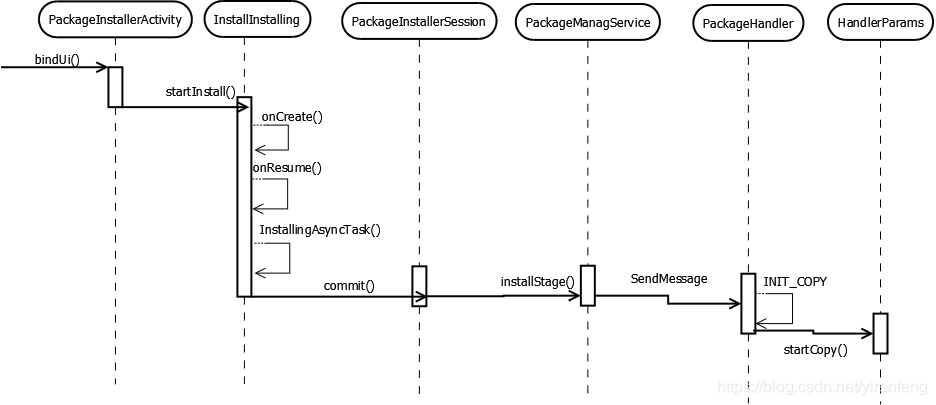 PackageInstallerActivity
InstallInstalling
PackageInstallerSession
PackageManagService
PackageHandler
HandlerParams
bindUi()
startInstall()
onCreate()
onResume()
InstallingAsyncTask()
commit()
installStage()
SendMessage
INIT_COPY
startCopy()
https://blog.csdn.net/yiranfeng